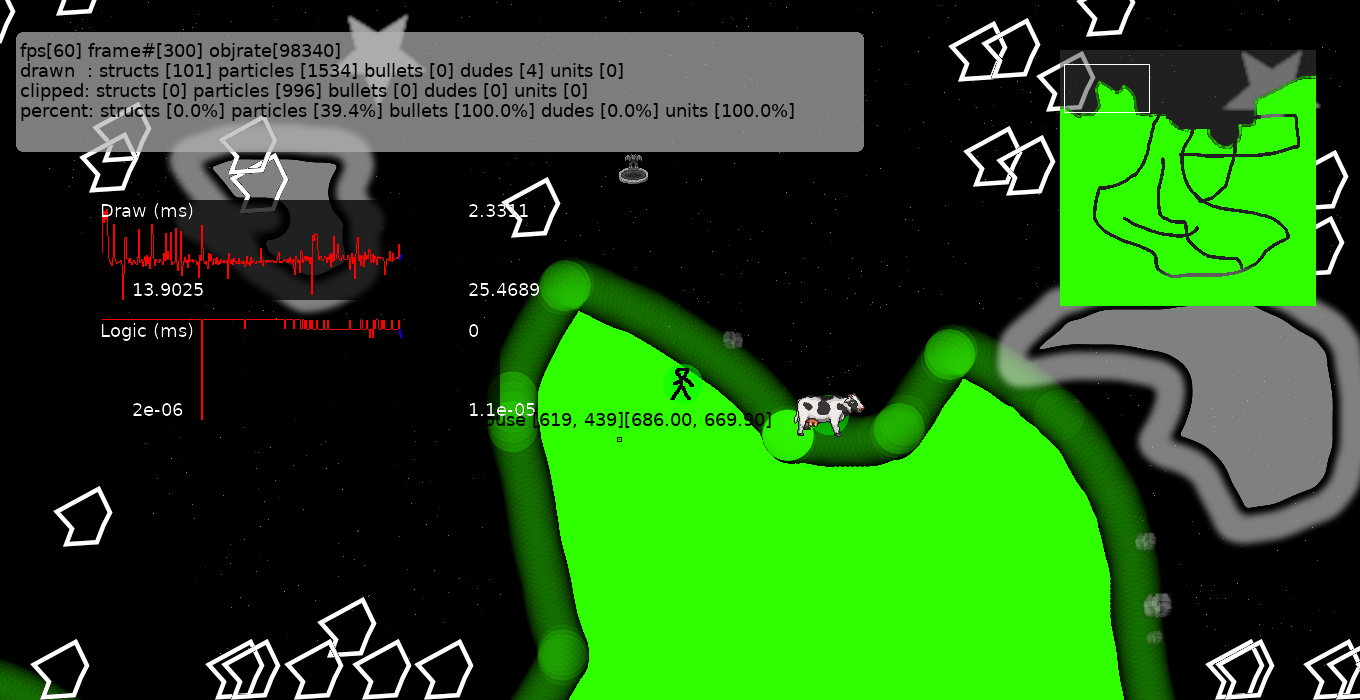 fps[60] frame#[300] objrate[98340]
drawn  : structs [101] particles [1534] bullets [0] dudes [4] units [0]
clipped: structs [0] particles [996] bullets [0] dudes [0] units [0]
percent: structs [0.0%] particles [39.4%] bullets [100.0%] dudes [0.0%] units [100.0%]
Draw (ms) 2.3311
13.9025 25.4689
Logic (ms) 0
2e-06 1.1e-05
[619, 439][686.00, 669.90]